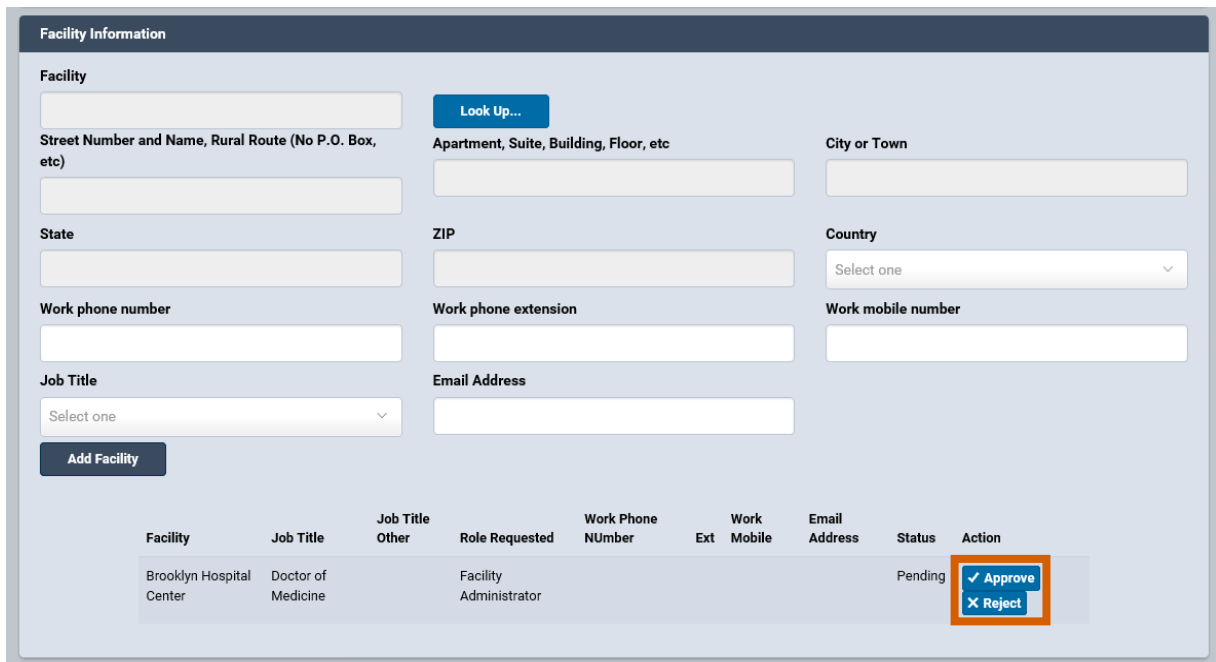 Facility Information
Facility
Look Up...
Street Number and Name, Rural Route (No P.O. Box,
etc)
Apartment, Suite, Building, Floor, etc
City or Town
State
ZIP
Country
Select one
Work phone number
Work phone extension
Work mobile number
Job Title
Email Address
Select one
Add Facility
Facility Job Title Job Title Other Role Requested Work Phone NUmber Ext Work Mobile Email Address Status Action
Brooklyn Hospital Doctor of Facility Pending ✓ Approve
Center Medicine Administrator X Reject